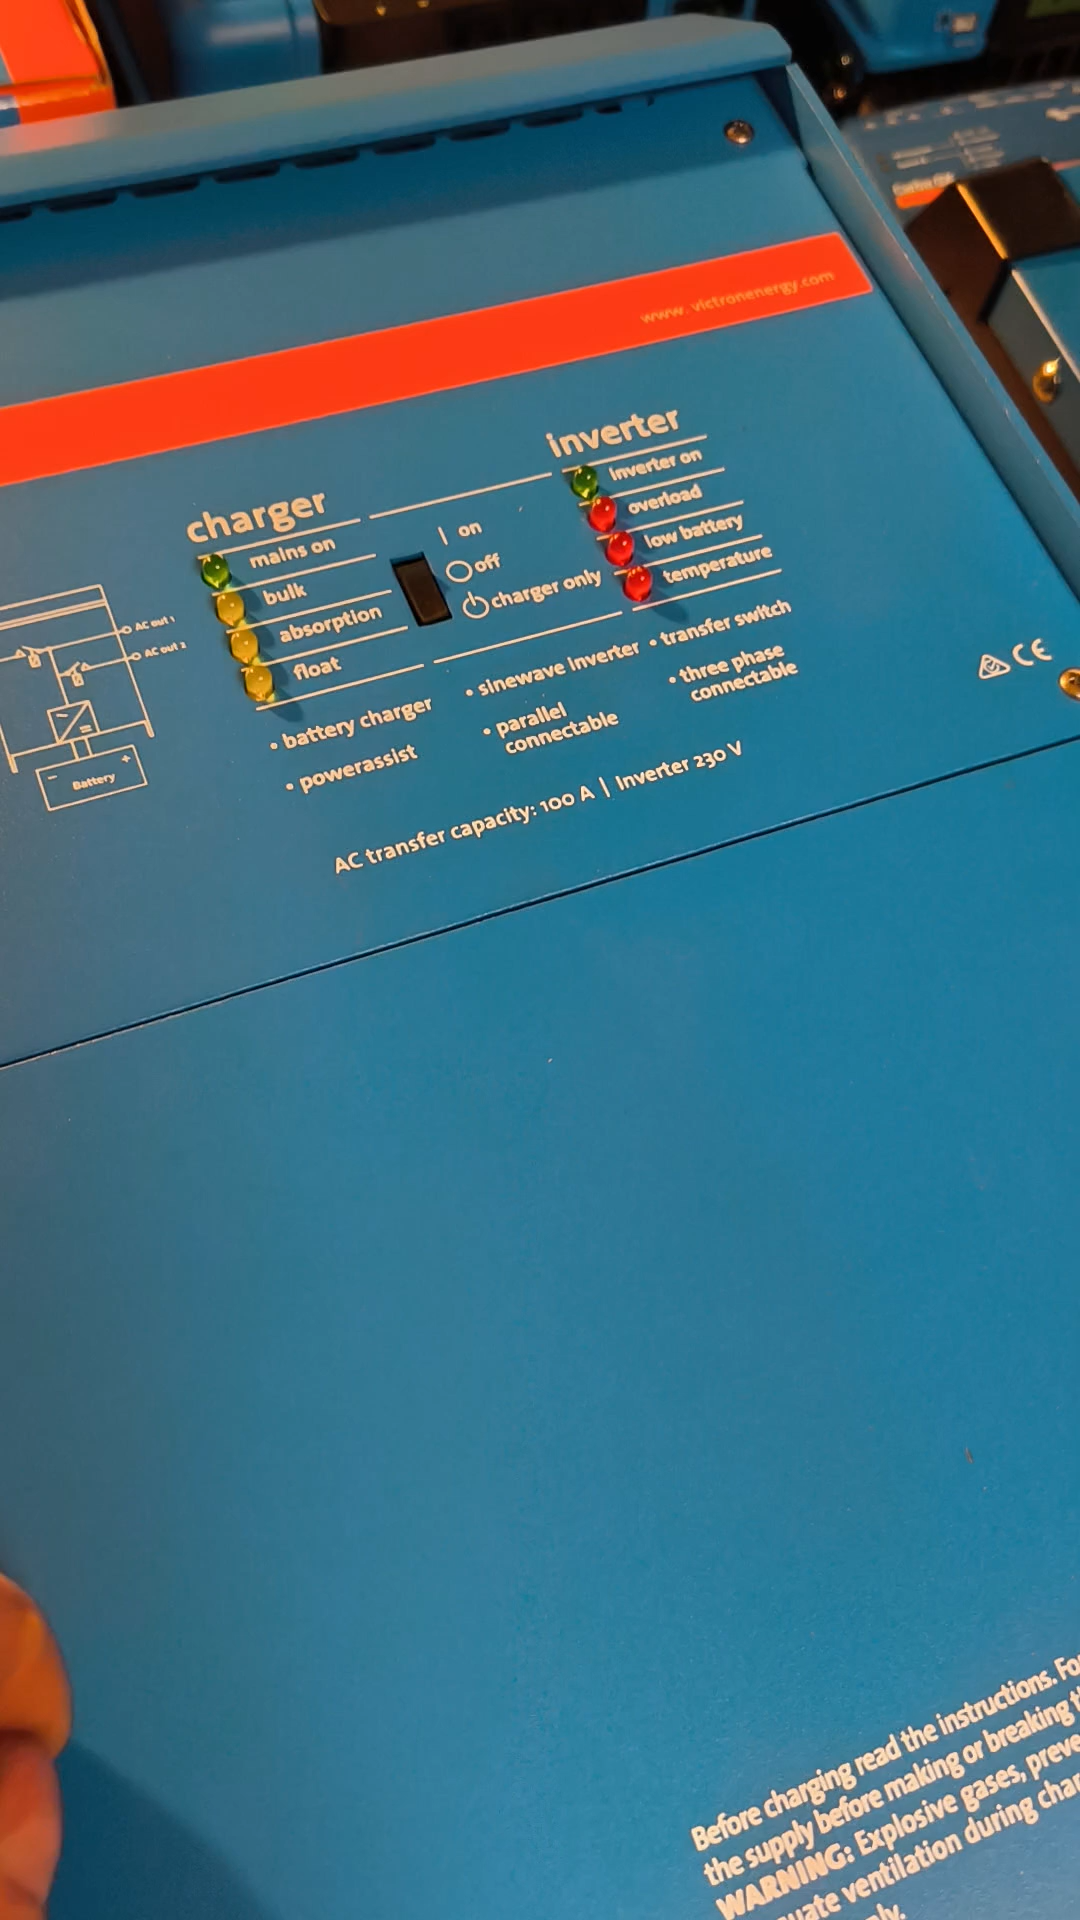 www.victronenergy.com
inverter
inverter on
overload
low battery
temperature
charger
mains on
bulk
absorption
float
on
off
charger only
AC out 1
AC out 2
Battery
• battery charger
• sinewave inverter
• transfer switch
• powerassist
• parallel
connectable
• three phase
connectable
AC transfer capacity: 100 A | Inverter 230 V
CE
Before charging read the instructions.
the supply before making or breaking
WARNING: Explosive gases,
ventilation during